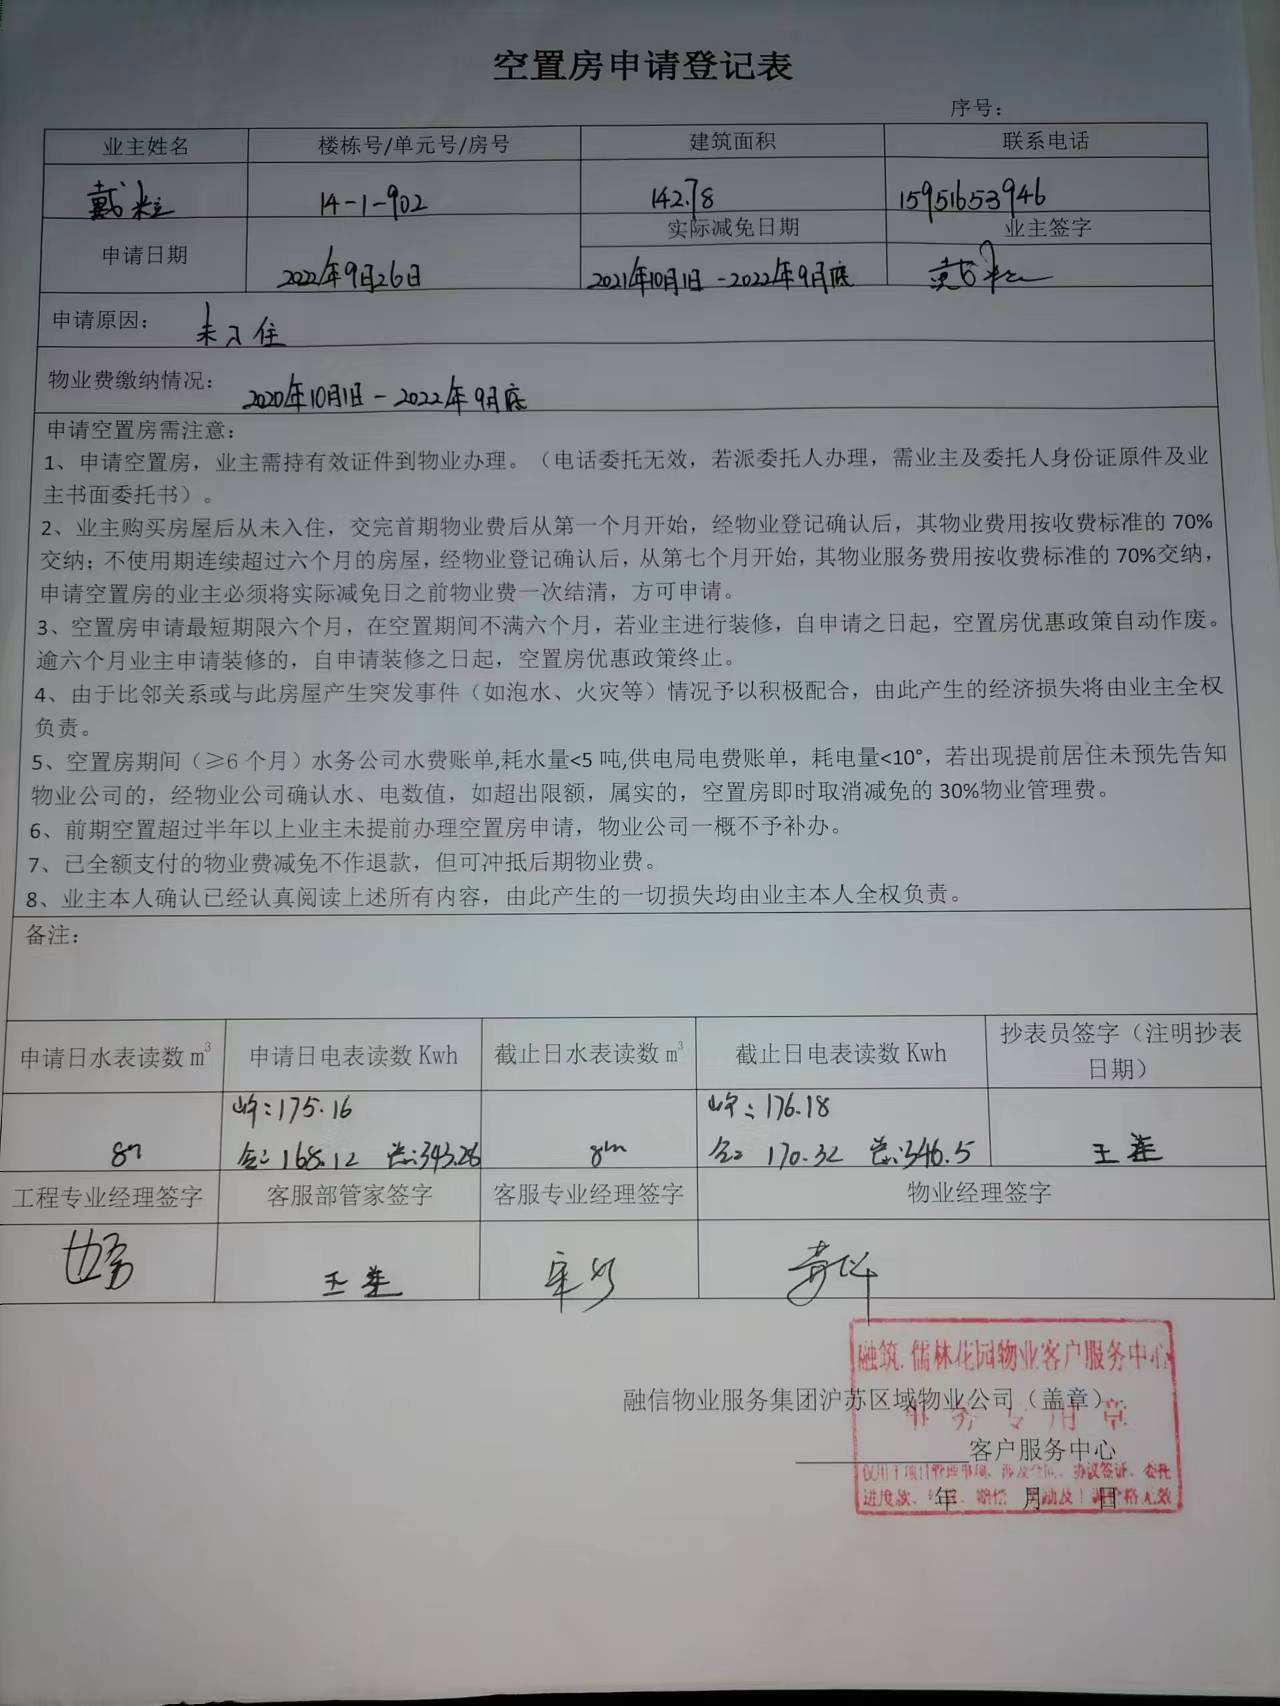 空置房申请登记表
序号：
业主姓名 楼栋号/单元号/房号 建筑面积 联系电话
戴粒 14-1-902 142.78 15951653946
申请日期 2022年9月26日 实际减免日期 业主签字
2021年10月1日-2022年9月底 戴粒
申请原因： 未入住
物业费缴纳情况： 2020年10月1日-2022年9月底
申请空置房需注意：
1、申请空置房，业主需持有效证件到物业办理。（电话委托无效，若派委托人办理，需业主及委托人身份证原件及业
主书面委托书）。
2、业主购买房屋后从未入住，交完首期物业费后从第一个月开始，经物业登记确认后，其物业费用按收费标准的 70%
交纳；不使用期连续超过六个月的房屋，经物业登记确认后，从第七个月开始，其物业服务费用按收费标准的 70%交纳，
申请空置房的业主必须将实际减免日之前物业费一次结清，方可申请。
3、空置房申请最短期限六个月，在空置期间不满六个月，若业主进行装修，自申请之日起，空置房优惠政策自动作废。
逾六个月业主申请装修的，自申请装修之日起，空置房优惠政策终止。
4、由于比邻关系或与此房屋产生突发事件（如泡水、火灾等）情况予以积极配合，由此产生的经济损失将由业主全权
负责。
5、空置房期间（≥6 个月）水务公司水费账单,耗水量<5 吨,供电局电费账单，耗电量<10°，若出现提前居住未预先告知
物业公司的，经物业公司确认水、电数值，如超出限额，属实的，空置房即时取消减免的 30%物业管理费。
6、前期空置超过半年以上业主未提前办理空置房申请，物业公司一概不予补办。
7、已全额支付的物业费减免不作退款，但可冲抵后期物业费。
8、业主本人确认已经认真阅读上述所有内容，由此产生的一切损失均由业主本人全权负责。
备注：
申请日水表读数 m³ 申请日电表读数 Kwh 截止日水表读数 m³ 截止日电表读数 Kwh 抄表员签字（注明抄表
日期）
峰：175.16 峰：176.18
谷：168.12 总：343.28 谷：170.32 总：346.5 王莲
工程专业经理签字 客服部管家签字 客服专业经理签字 物业经理签字
王莲
融筑.儒林花园物业客户服务中心
融信物业服务集团沪苏区域物业公司（盖章）
业务专用章
客户服务中心
年 月 日